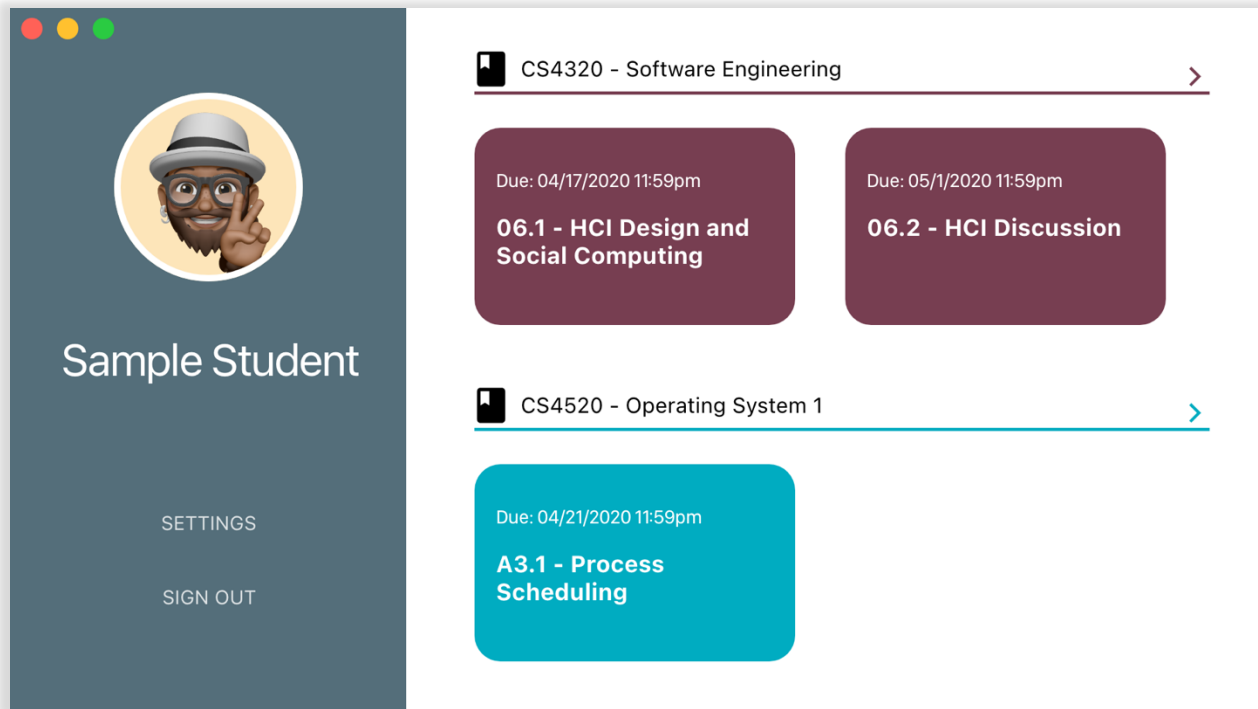 Sample Student
SETTINGS
SIGN OUT
CS4320 - Software Engineering
Due: 04/17/2020 11:59pm
06.1 - HCI Design and
Social Computing
Due: 05/1/2020 11:59pm
06.2 - HCI Discussion
CS4520 - Operating System 1
Due: 04/21/2020 11:59pm
A3.1 - Process
Scheduling